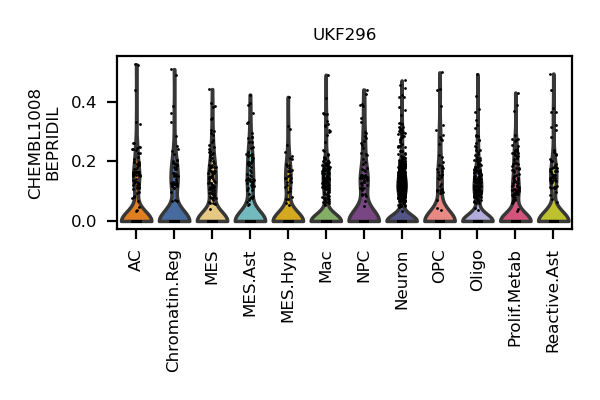 UKF296
CHEMBL1008
BEPRIDIL
0.4
0.2
0.0
AC
Chromatin.Reg
MES
MES.Ast
MES.Hyp
Mac
NPC
Neuron
OPC
Oligo
Prolif.Metab
Reactive.Ast